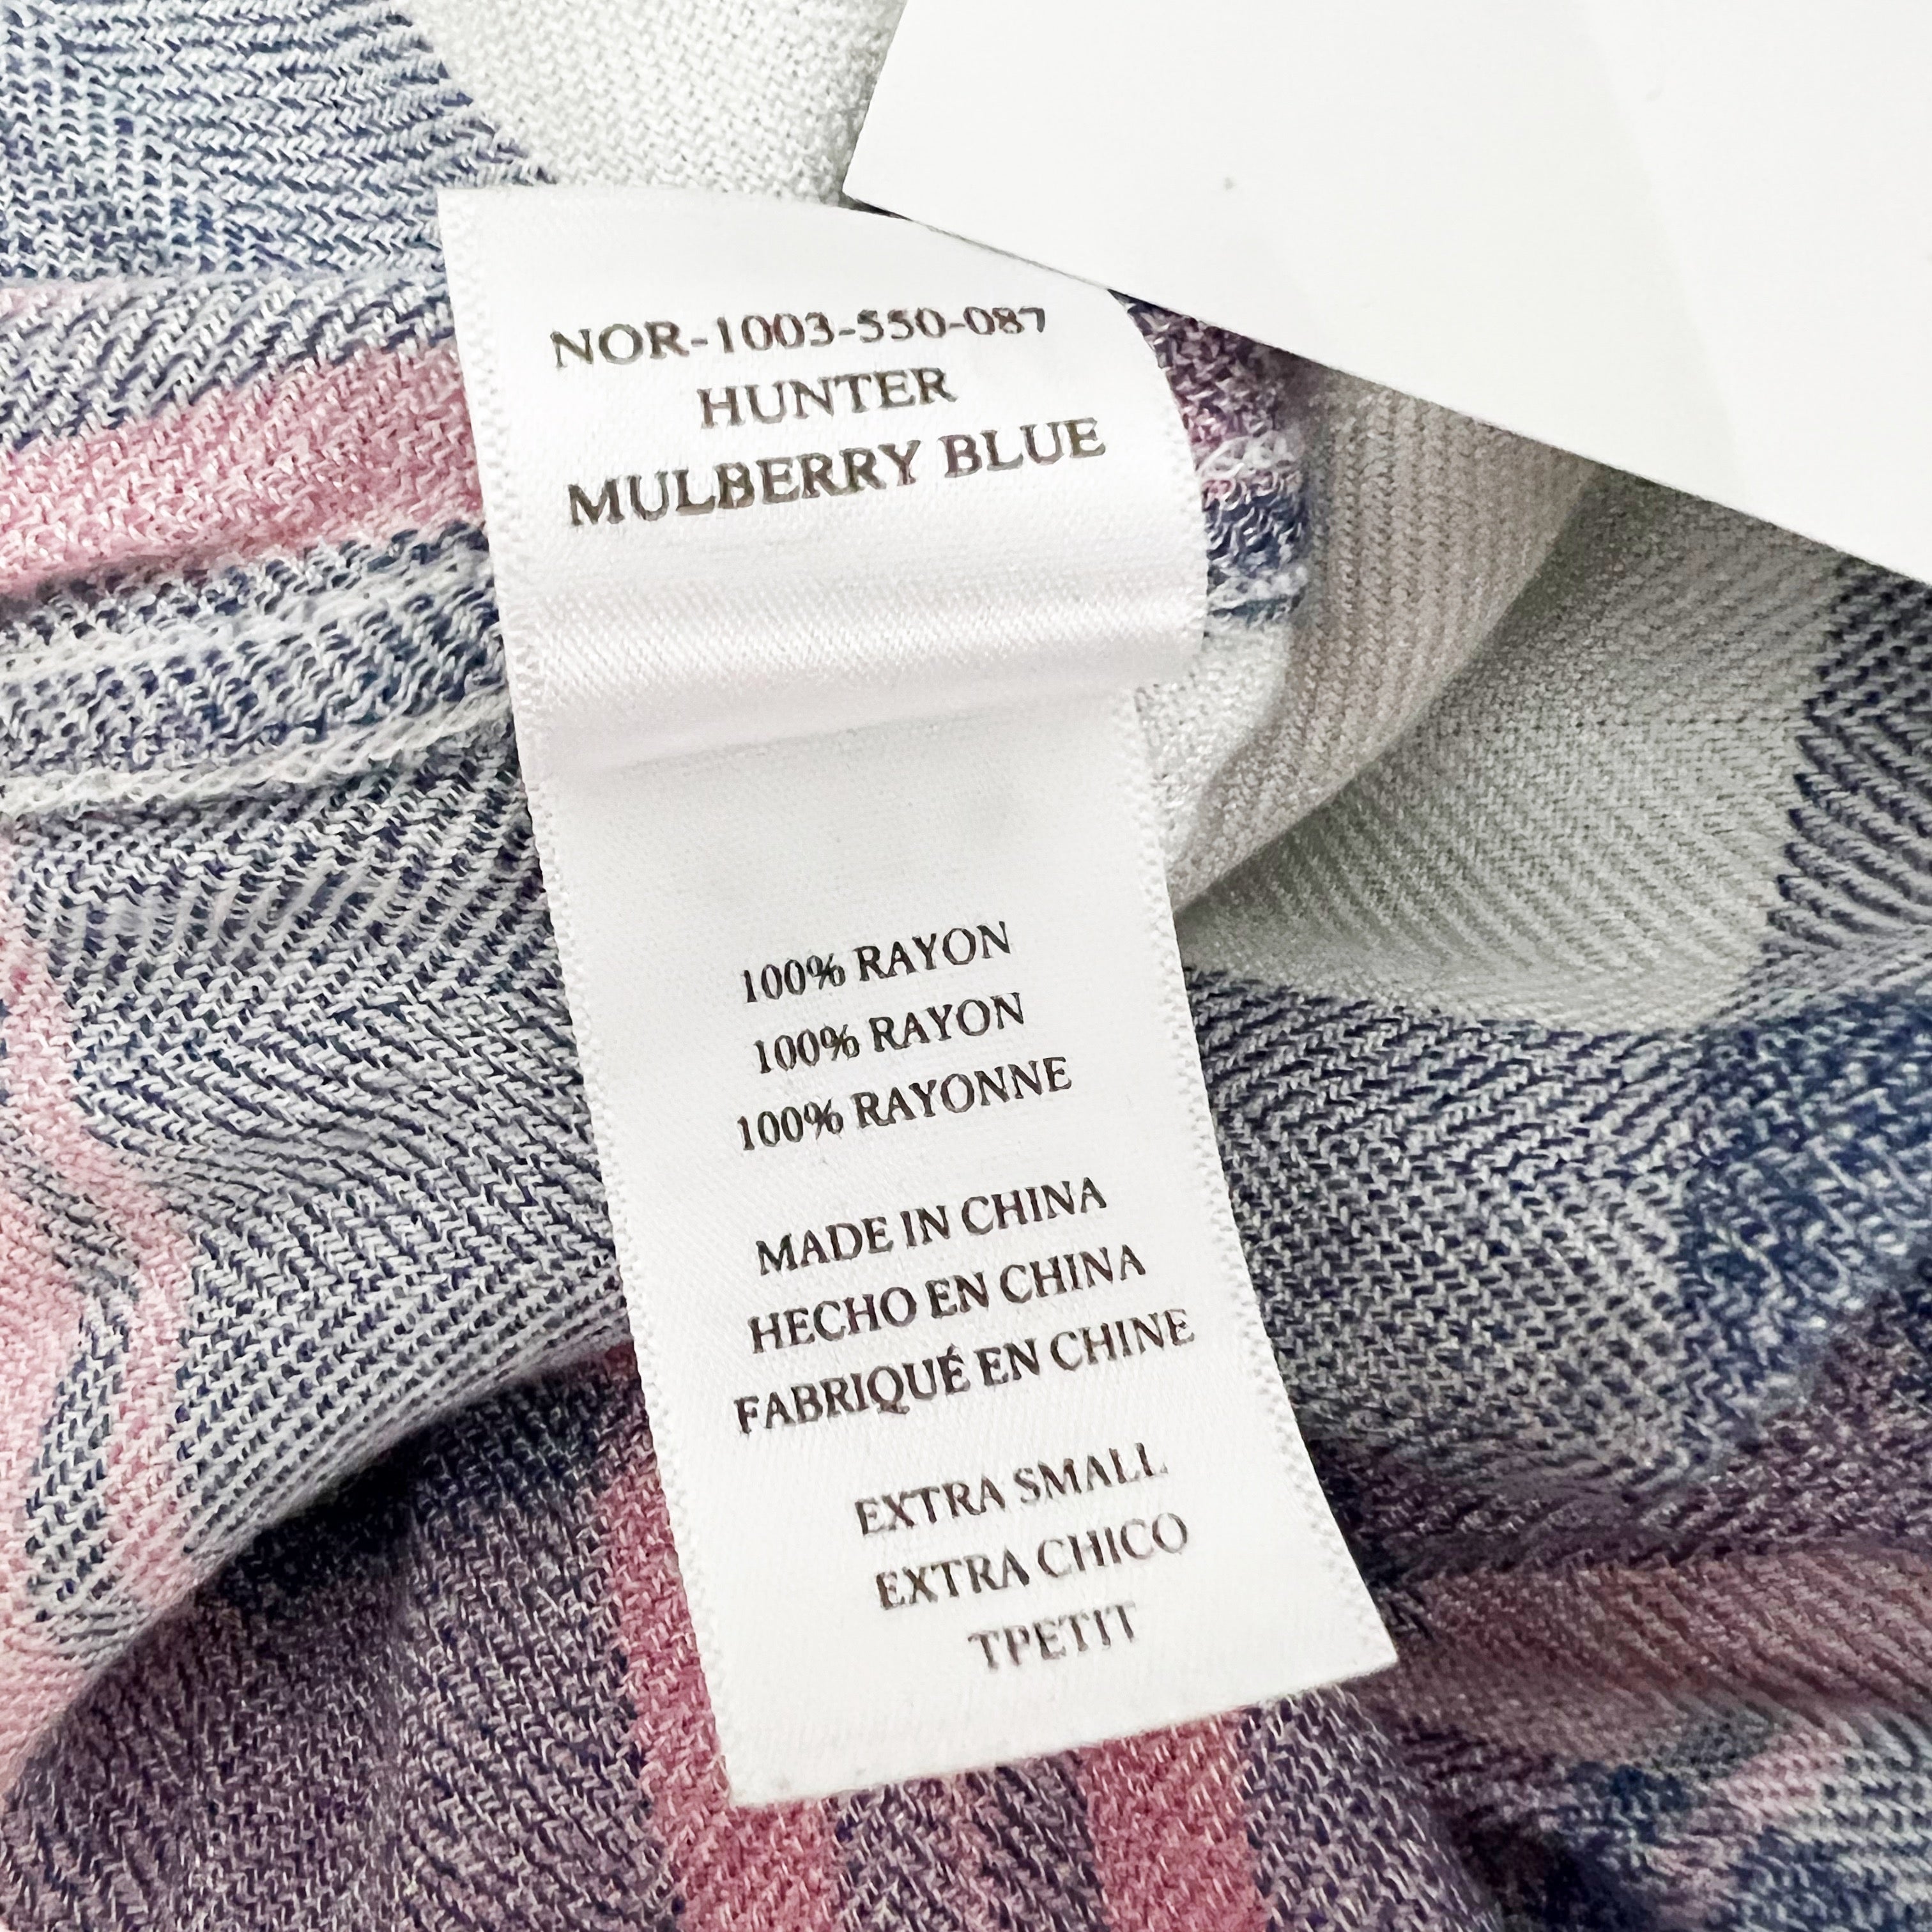 NOR-1003-550-087
HUNTER
MULBERRY BLUE
100% RAYON
100% RAYON
100% RAYONNE
MADE IN CHINA
HECHO EN CHINA
FABRIQUÉ EN CHINE
EXTRA SMALL
EXTRA CHICO
TPETIT